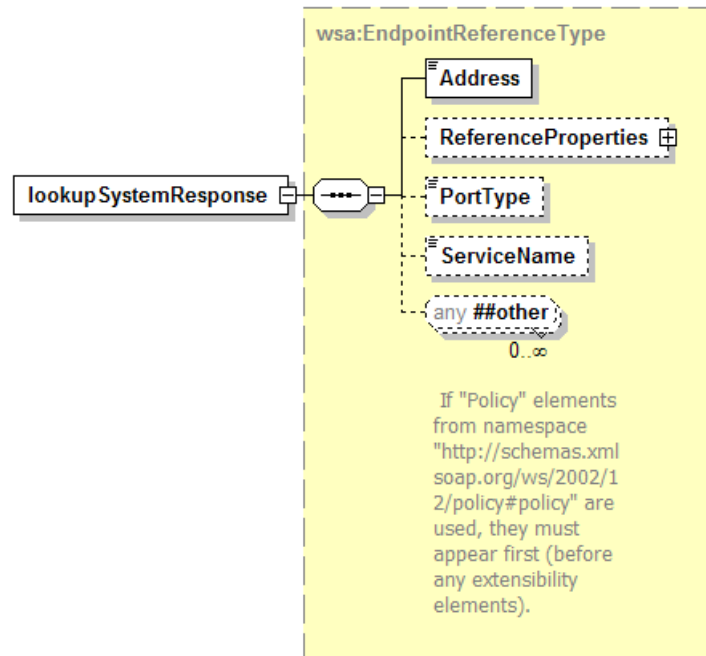 wsa:EndpointReferenceType
Address
ReferenceProperties
lookupSystemResponse
PortType
ServiceName
any ##other
0..∞
If "Policy" elements
from namespace
"http://schemas.xml
soap.org/ws/2002/1
2/policy#policy" are
used, they must
appear first (before
any extensibility
elements).